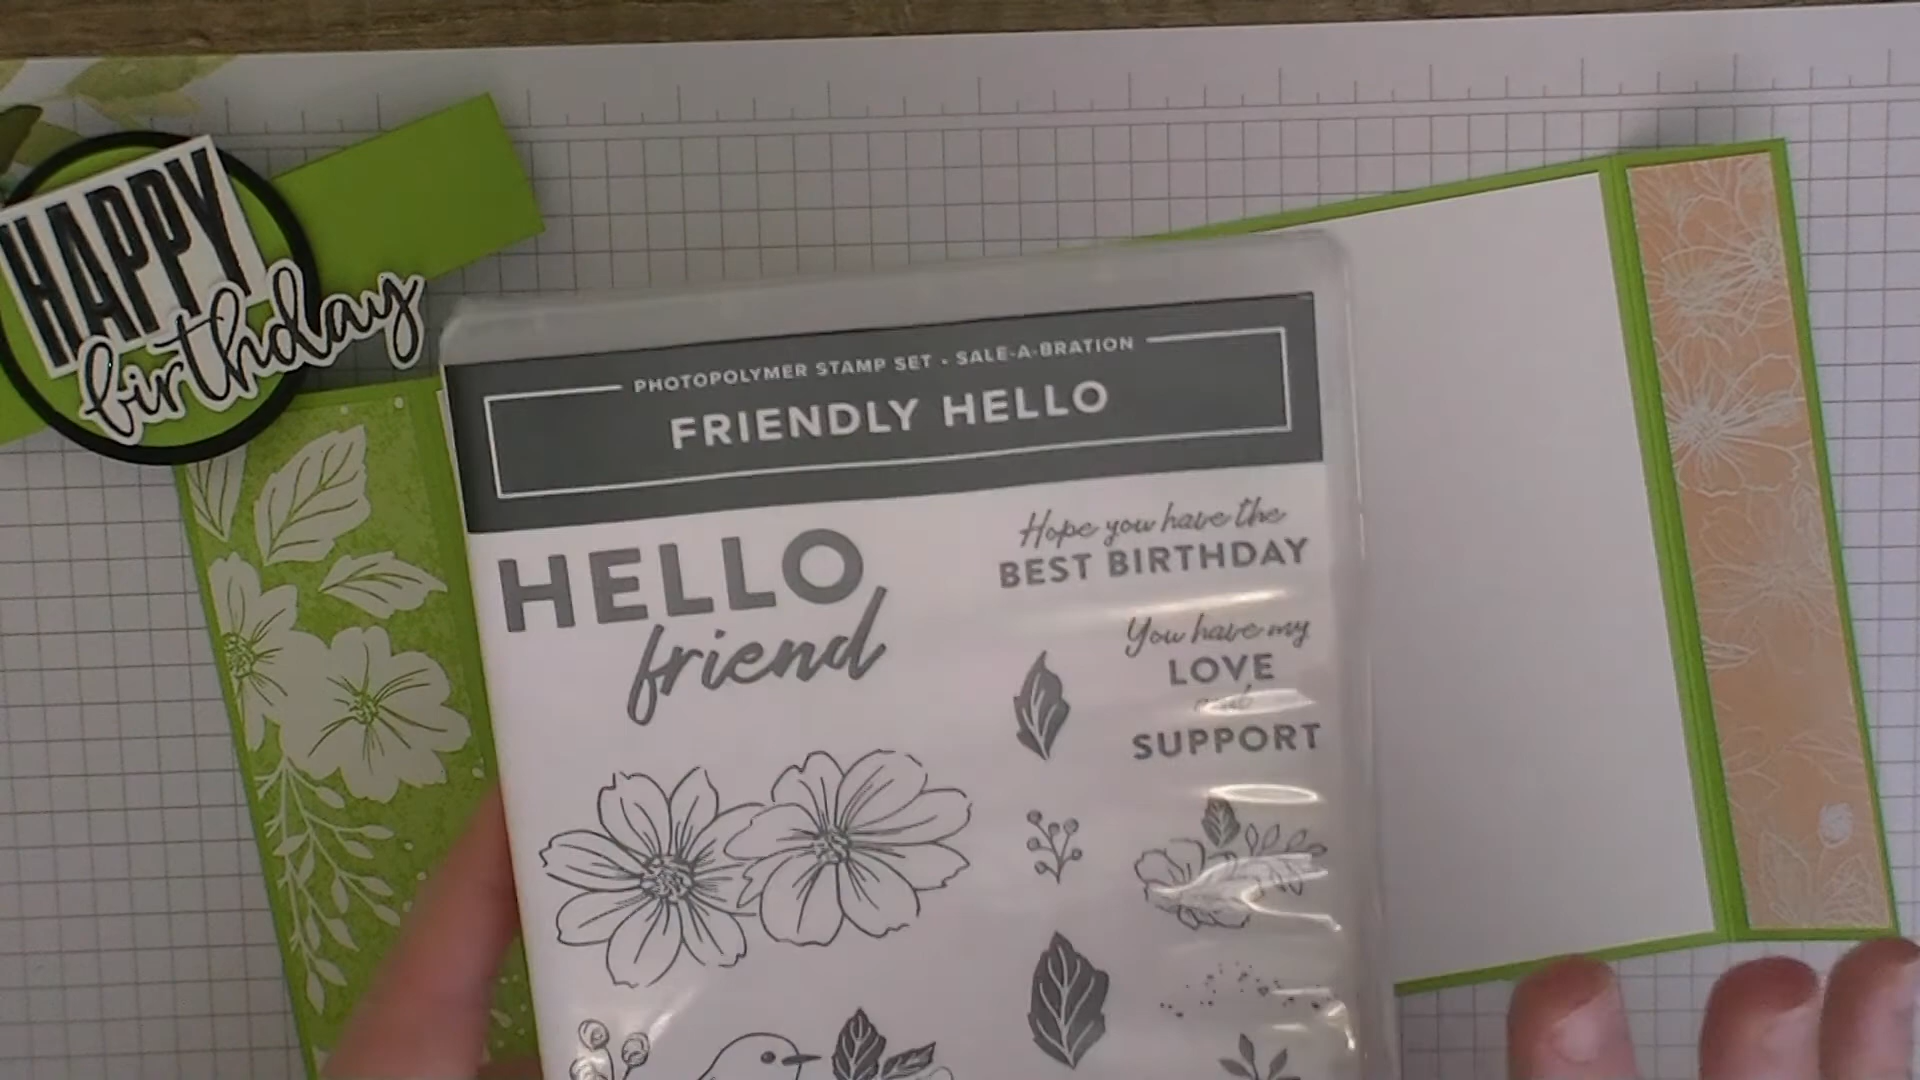 HAPPY
birthday
PHOTOPOLYMER STAMP SET • SALE-A-BRATION
FRIENDLY HELLO
HELLO
friend
Hope you have the
BEST BIRTHDAY
You have my
LOVE
and
SUPPORT